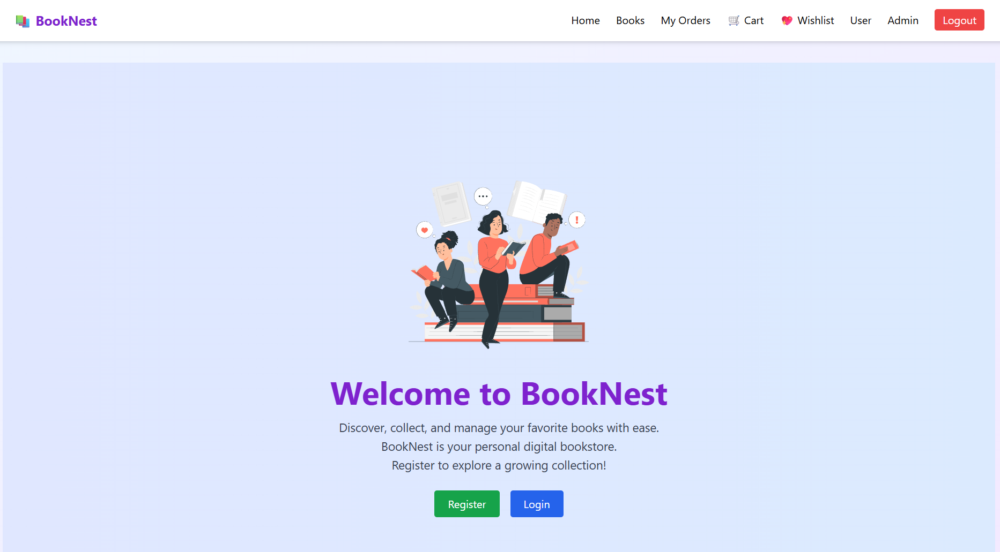 BookNest
Home Books My Orders Cart Wishlist User Admin Logout
Welcome to BookNest
Discover, collect, and manage your favorite books with ease.
BookNest is your personal digital bookstore.
Register to explore a growing collection!
Register Login